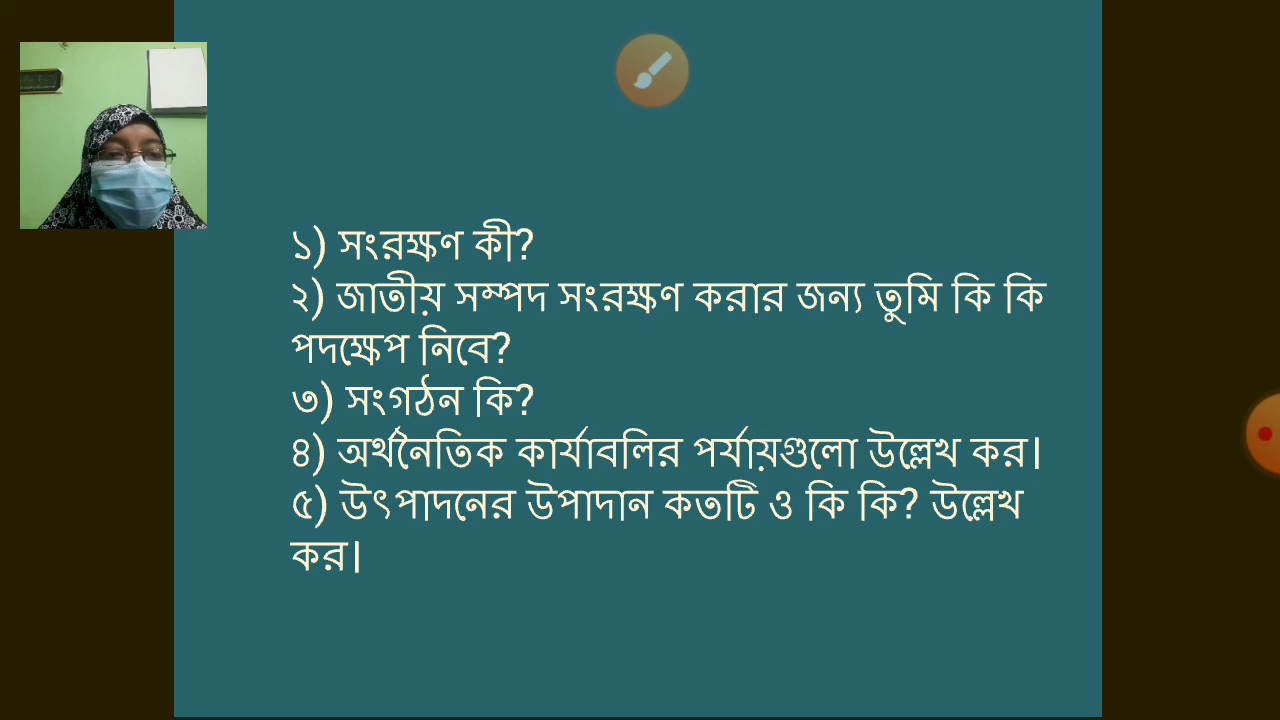 ১) সংরক্ষণ কী?
২) জাতীয় সম্পদ সংরক্ষণ করার জন্য তুমি কি কি
পদক্ষেপ নিবে?
৩) সংগঠন কি?
৪) অর্থনৈতিক কার্যাবলির পর্যায়গুলো উল্লেখ কর।
৫) উৎপাদনের উপাদান কতটি ও কি কি? উল্লেখ
কর।